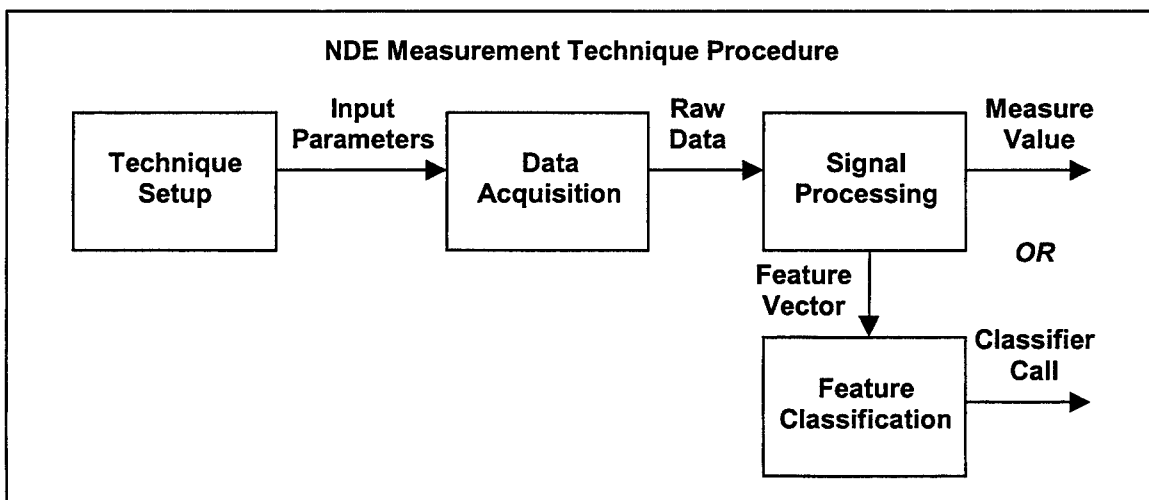 NDE Measurement Technique Procedure
Input
Parameters
Raw
Data
Measure
Value
Technique
Setup
Data
Acquisition
Signal
Processing
OR
Feature
Vector
Classifier
Call
Feature
Classification